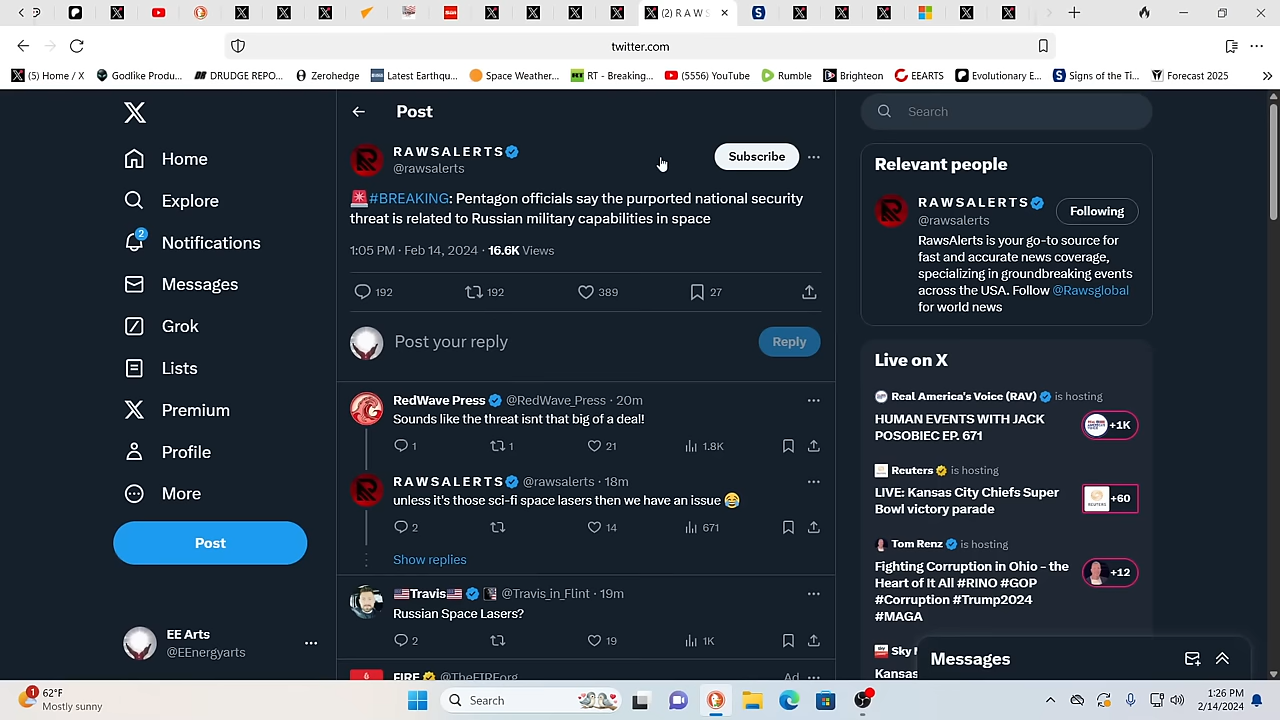 (2) R A W S
twitter.com
(5) Home / X
Godlike Produ...
DRUDGE REPO...
Zerohedge
Latest Earthqu...
Space Weather...
RT - Breaking...
(5556) YouTube
Rumble
Brighteon
EEARTS
Evolutionary E...
Signs of the Ti...
Forecast 2025
Home
Explore
2
Notifications
Messages
Grok
Lists
Premium
Profile
More
Post
EE Arts
@EEnergyarts
Post
R A W S A L E R T S
@rawsalerts
Subscribe
#BREAKING: Pentagon officials say the purported national security
threat is related to Russian military capabilities in space
1:05 PM · Feb 14, 2024 · 16.6K Views
192
192
389
27
Post your reply
Reply
RedWave Press @RedWave_Press · 20m
Sounds like the threat isnt that big of a deal!
1
1
21
1.8K
R A W S A L E R T S @rawsalerts · 18m
unless it's those sci-fi space lasers then we have an issue 😂
2
14
671
Show replies
🇺🇸Travis🇺🇸 @Travis_in_Flint · 19m
Russian Space Lasers?
2
19
1K
FIRE @TheFIREorg
Ad
Search
Relevant people
R A W S A L E R T S
@rawsalerts
Following
RawsAlerts is your go-to source for
fast and accurate news coverage,
specializing in groundbreaking events
across the USA. Follow @Rawsglobal
for world news
Live on X
Real America's Voice (RAV) is hosting
HUMAN EVENTS WITH JACK
POSOBIEC EP. 671
+1K
Reuters is hosting
LIVE: Kansas City Chiefs Super
Bowl victory parade
+60
Tom Renz is hosting
Fighting Corruption in Ohio – the
Heart of It All #RINO #GOP
#Corruption #Trump2024
#MAGA
+12
Sky
Kansas
Messages
1
62°F
Mostly sunny
Search
1:26 PM
2/14/2024